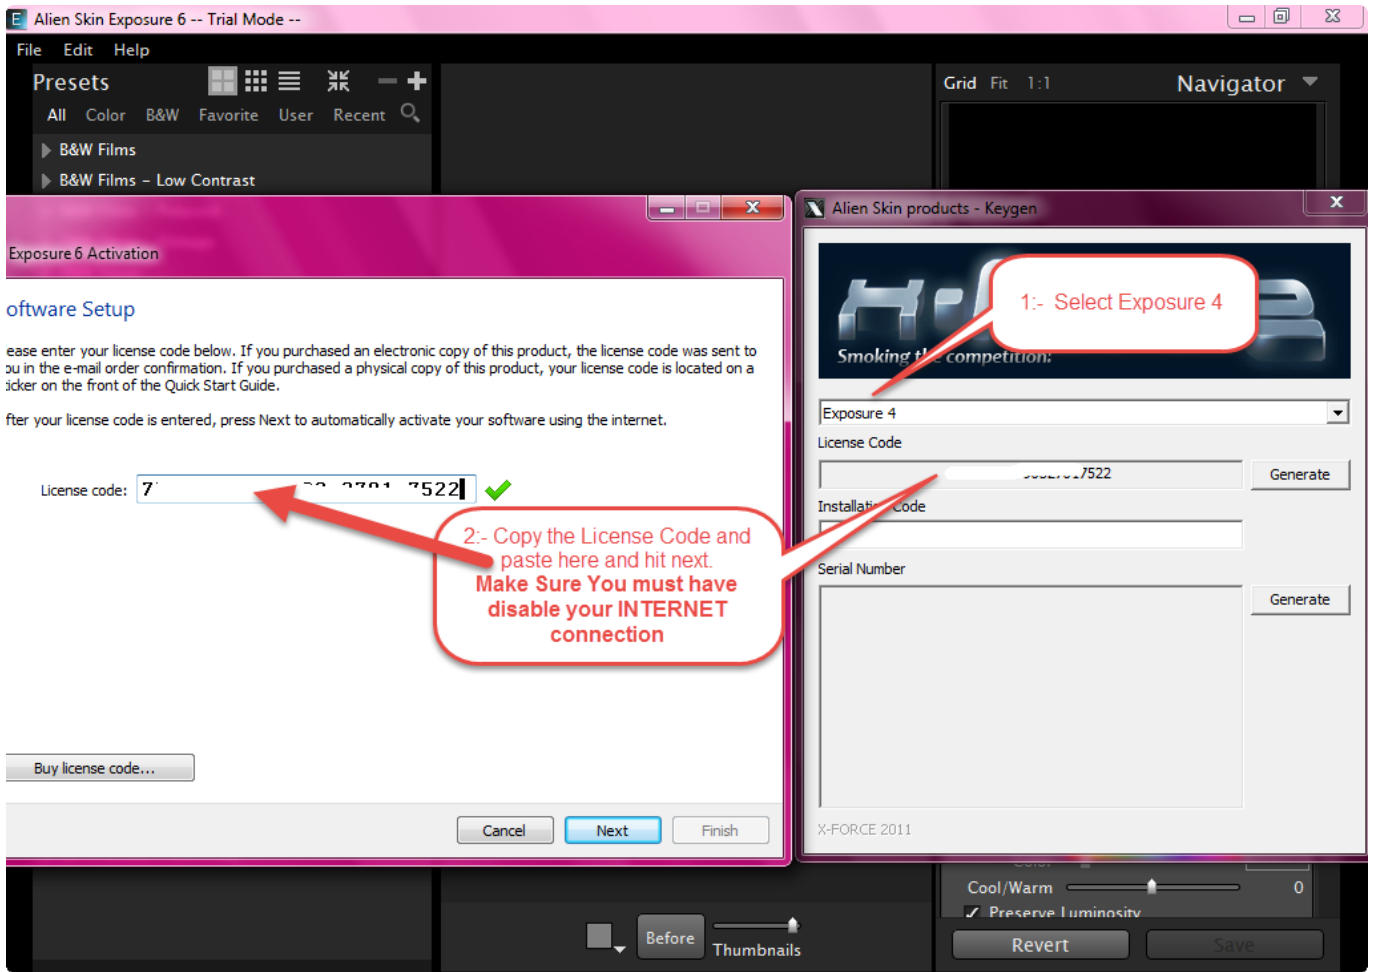 Alien Skin Exposure 6 -- Trial Mode --
File Edit Help
Presets
All Color B&W Favorite User Recent
B&W Films
B&W Films - Low Contrast
Grid Fit 1:1 Navigator
Exposure 6 Activation
oftware Setup
ease enter your license code below. If you purchased an electronic copy of this product, the license code was sent to
ou in the e-mail order confirmation. If you purchased a physical copy of this product, your license code is located on a
icker on the front of the Quick Start Guide.
fter your license code is entered, press Next to automatically activate your software using the internet.
License code: 7 7522
Buy license code...
Cancel Next Finish
Alien Skin products - Keygen
1:- Select Exposure 4
Smoking the competition:
Exposure 4
License Code
7522 Generate
Installation Code
Serial Number
Generate
X-FORCE 2011
2:- Copy the License Code and
paste here and hit next.
Make Sure You must have
disable your INTERNET
connection
Cool/Warm 0
Preserve Luminosity
Before Thumbnails
Revert Save